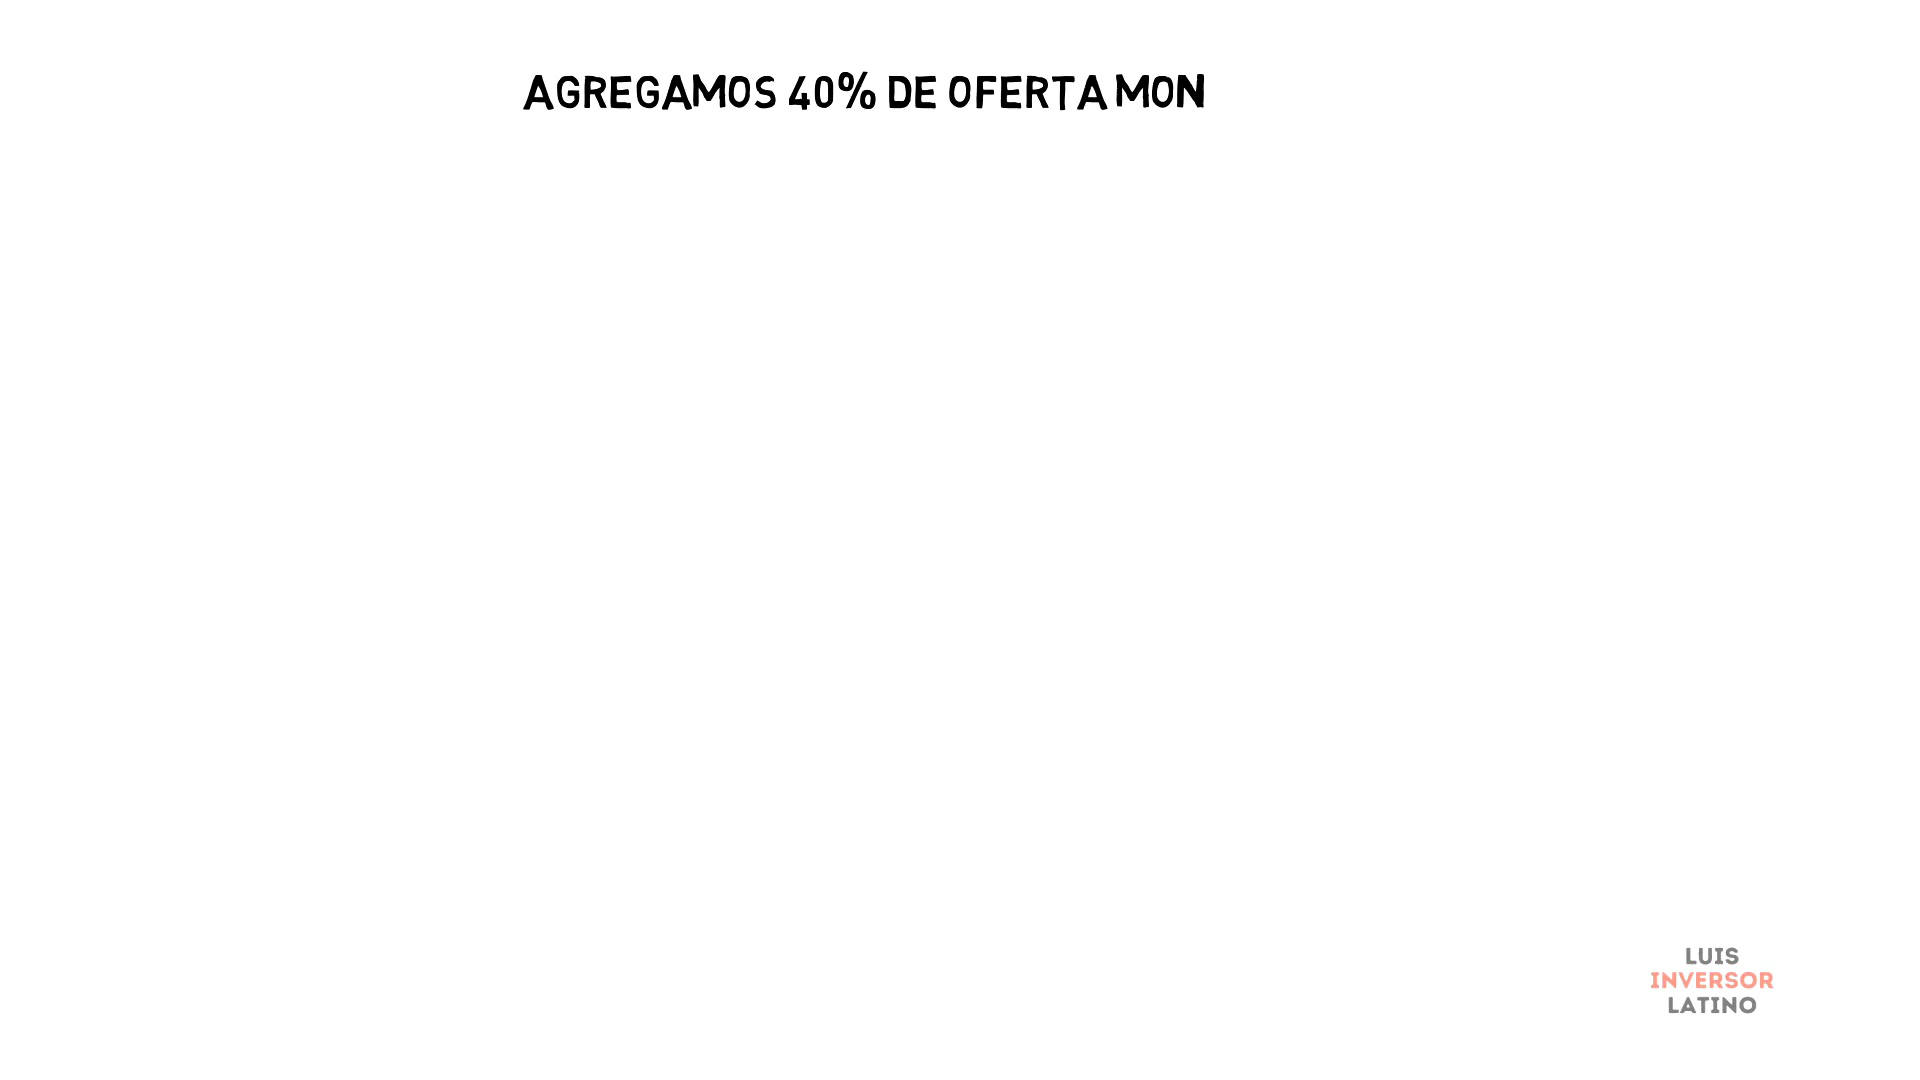 AGREGAMOS 40% DE OFERTA MON
LUIS
INVERSOR
LATINO